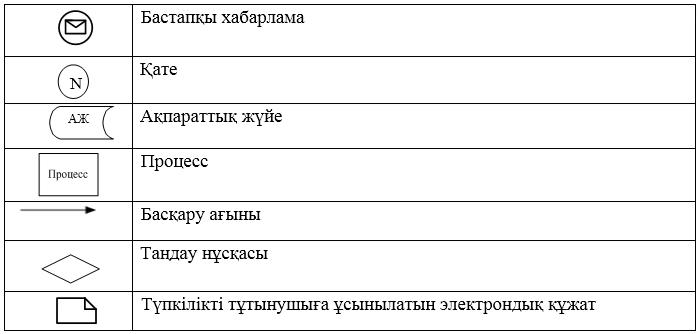 Бастапқы хабарлама
N
Қате
АЖ
Ақпараттық жүйе
Процесс
Процесс
Басқару ағыны
Таңдау нұсқасы
Түпкілікті тұтынушыға ұсынылатын электрондық құжат